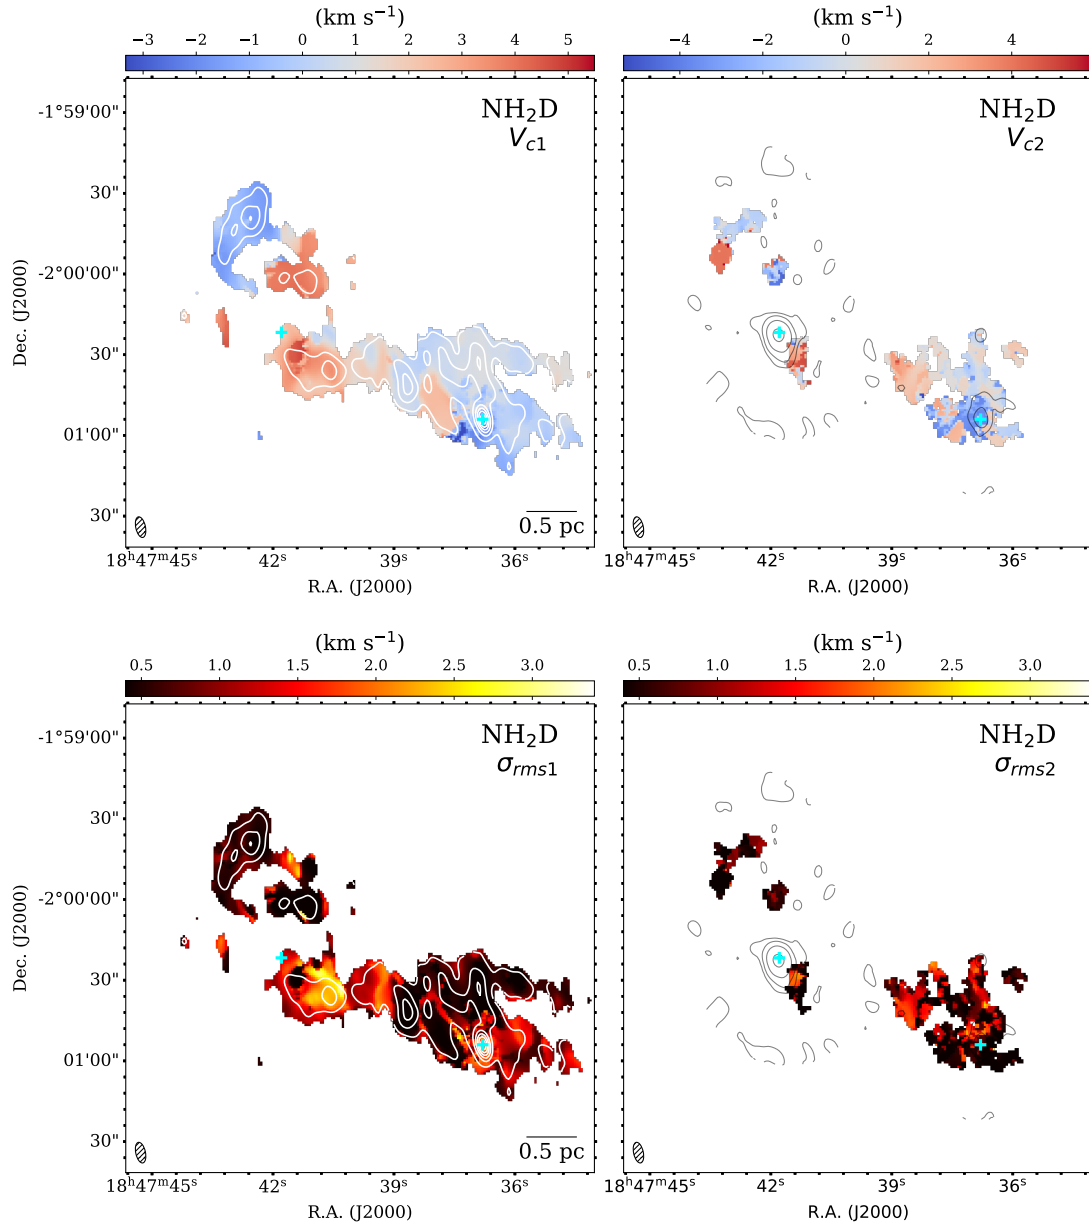 (km s⁻¹) (km s⁻¹)
−3 −2 −1 0 1 2 3 4 5 −4 −2 0 2 4
-1°59'00" NH₂D NH₂D
V_c1 V_c2
30"
-2°00'00"
Dec. (J2000)
30"
01'00"
0.5 pc
30"
18ʰ47ᵐ45ˢ 42ˢ 39ˢ 36ˢ 18ʰ47ᵐ45ˢ 42ˢ 39ˢ 36ˢ
R.A. (J2000) R.A. (J2000)
(km s⁻¹) (km s⁻¹)
0.5 1.0 1.5 2.0 2.5 3.0 0.5 1.0 1.5 2.0 2.5 3.0
-1°59'00" NH₂D NH₂D
σ_rms1 σ_rms2
30"
-2°00'00"
Dec. (J2000)
30"
01'00"
0.5 pc
30"
18ʰ47ᵐ45ˢ 42ˢ 39ˢ 36ˢ 18ʰ47ᵐ45ˢ 42ˢ 39ˢ 36ˢ
R.A. (J2000) R.A. (J2000)